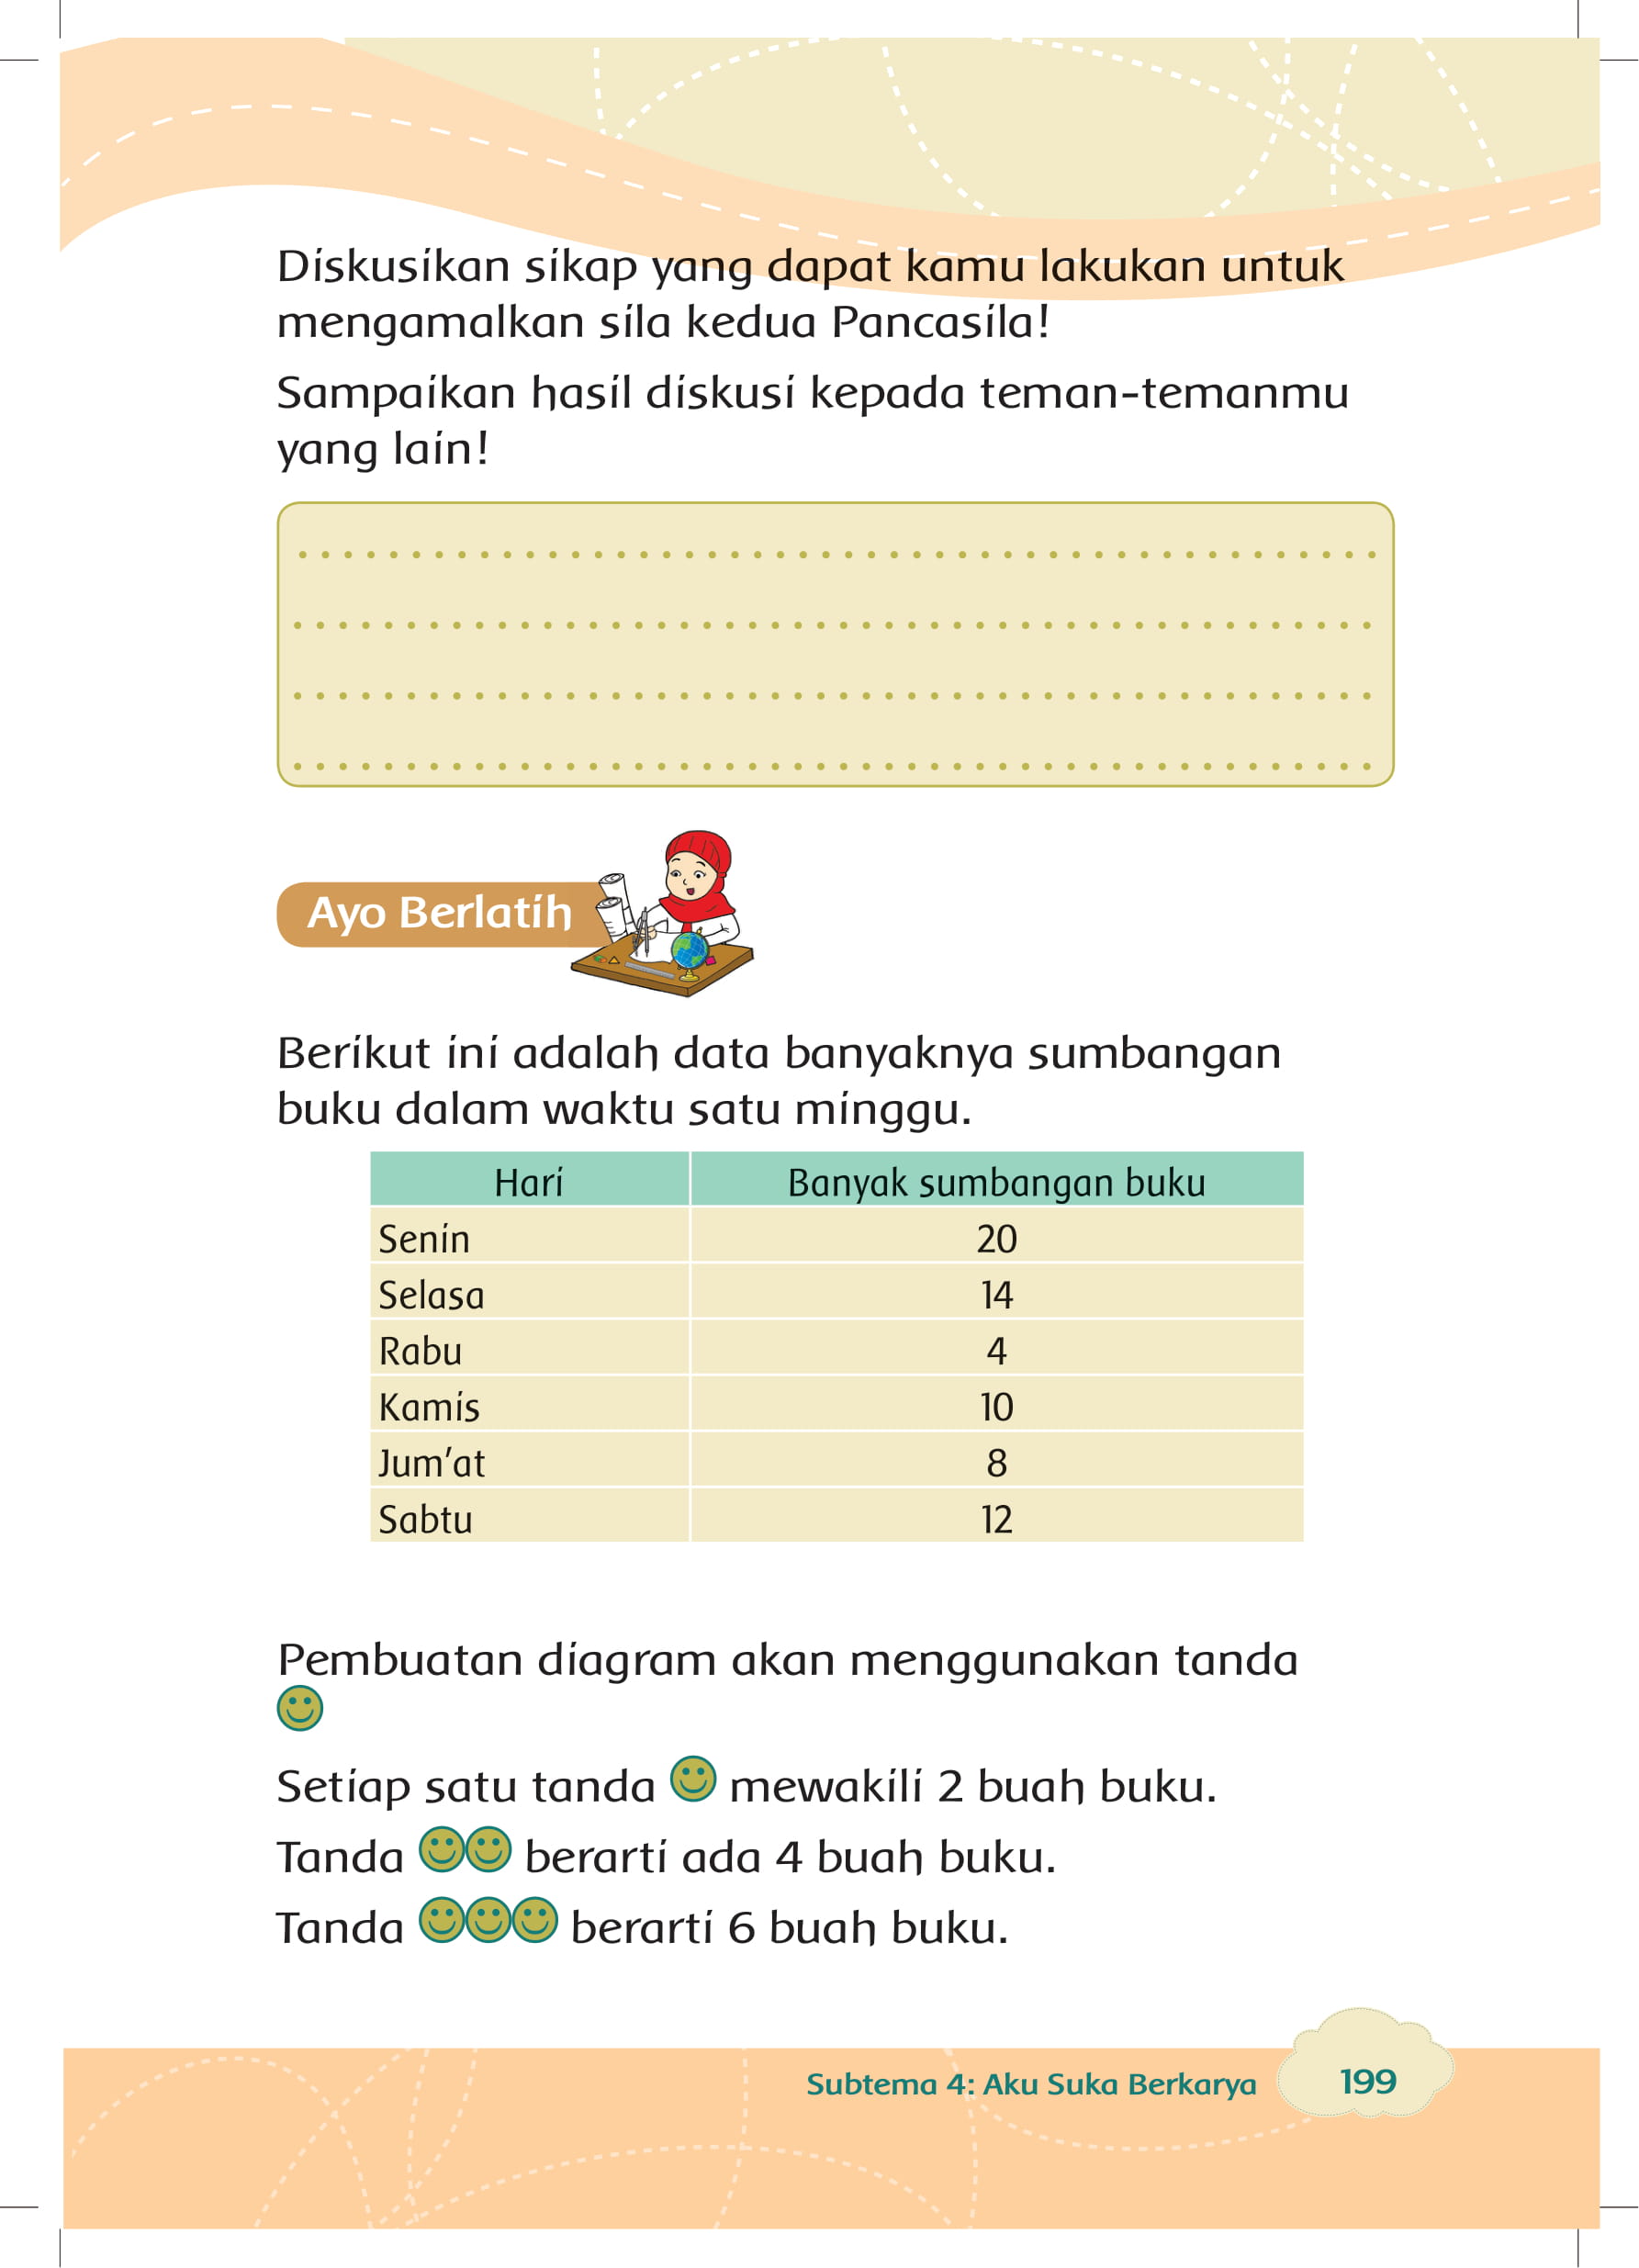 Diskusikan sikap yang dapat kamu lakukan untuk
mengamalkan sila kedua Pancasila!
Sampaikan hasil diskusi kepada teman-temanmu
yang lain!
Ayo Berlatih
Berikut ini adalah data banyaknya sumbangan
buku dalam waktu satu minggu.
Hari Banyak sumbangan buku
Senin 20
Selasa 14
Rabu 4
Kamis 10
Jum'at 8
Sabtu 12
Pembuatan diagram akan menggunakan tanda
Setiap satu tanda mewakili 2 buah buku.
Tanda berarti ada 4 buah buku.
Tanda berarti 6 buah buku.
Subtema 4: Aku Suka Berkarya 199